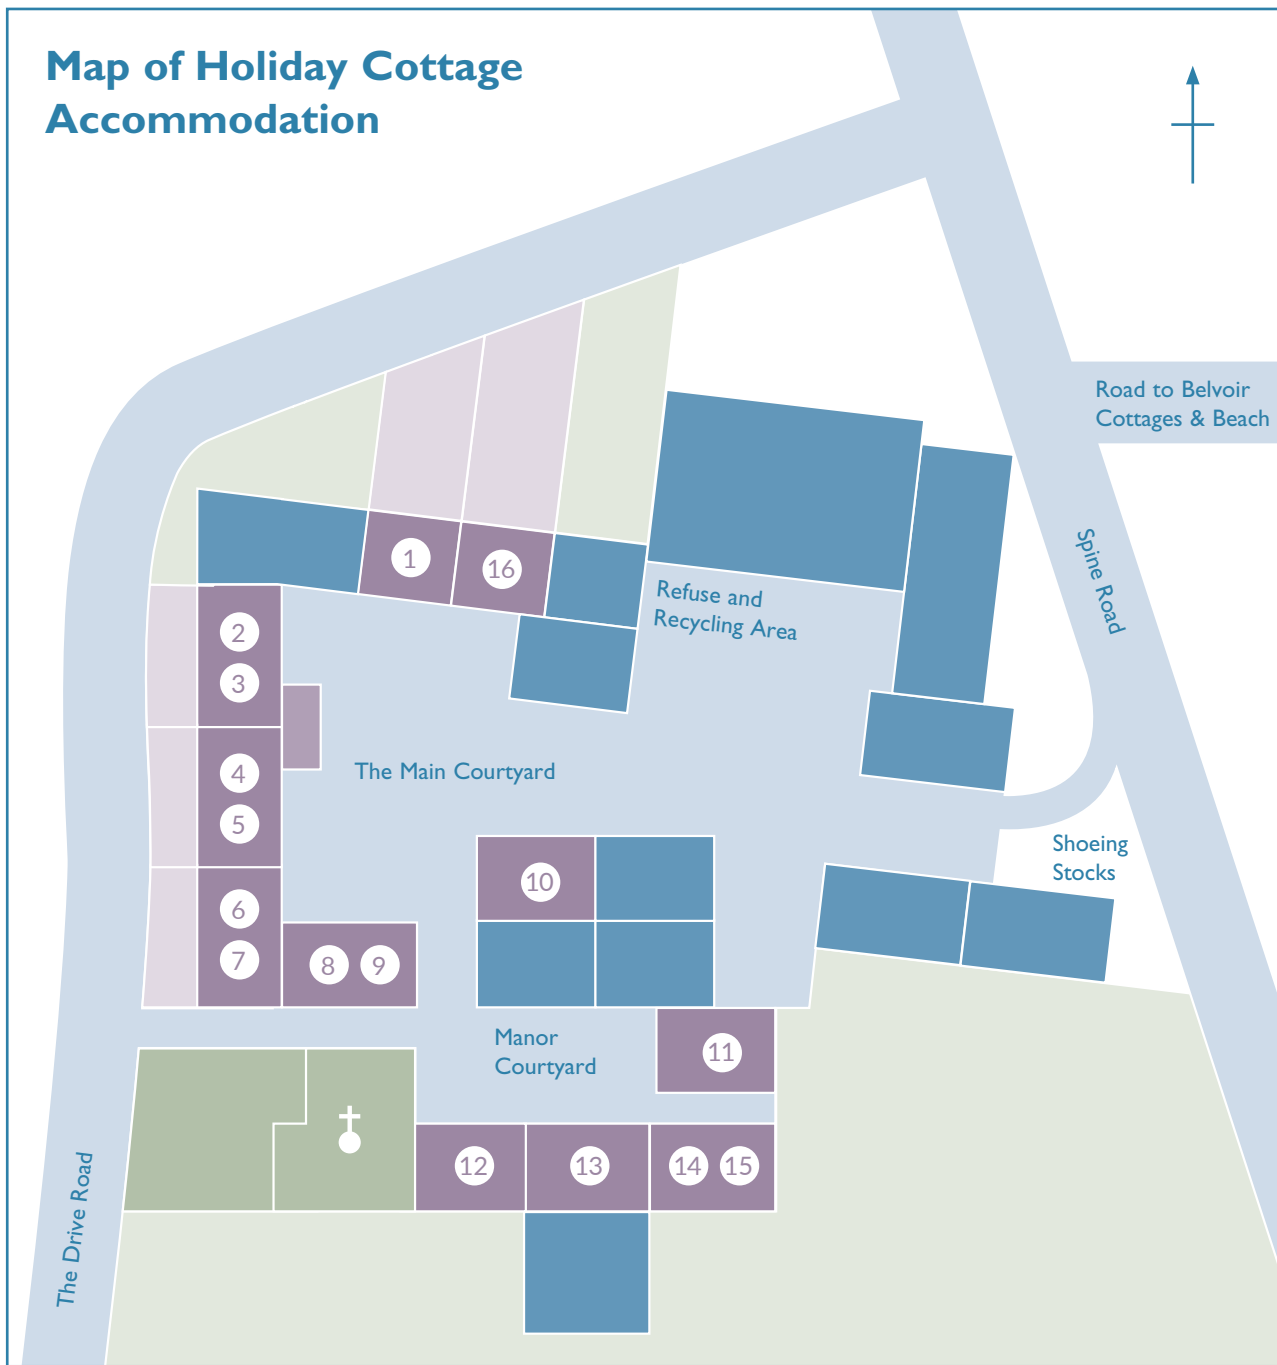 Map of Holiday Cottage
Accommodation
Road to Belvoir
Cottages & Beach
Spine Road
1
16
Refuse and
Recycling Area
2
3
4
5
The Main Courtyard
Shoeing
Stocks
10
6
7
8 9
Manor
Courtyard
11
12 13 14 15
The Drive Road